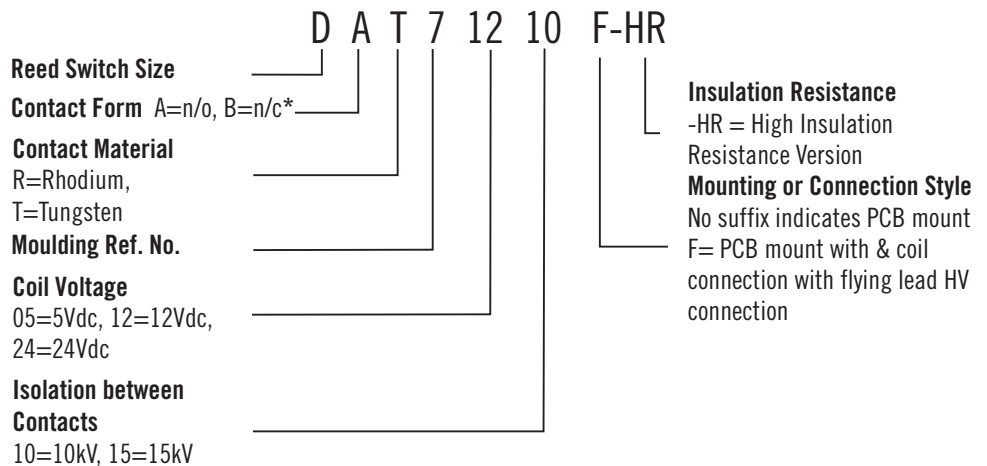 D A T 7 12 10 F-HR
Reed Switch Size
Contact Form A=n/o, B=n/c*
Contact Material
R=Rhodium,
T=Tungsten
Moulding Ref. No.
Coil Voltage
05=5Vdc, 12=12Vdc,
24=24Vdc
Isolation between
Contacts
10=10kV, 15=15kV
Insulation Resistance
-HR = High Insulation
Resistance Version
Mounting or Connection Style
No suffix indicates PCB mount
F= PCB mount with & coil
connection with flying lead HV
connection